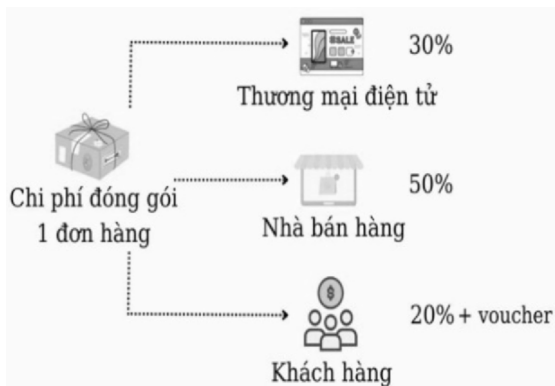 30%
Thương mại điện tử
Chi phí đóng gói
1 đơn hàng
50%
Nhà bán hàng
$
20% + voucher
Khách hàng
SALE